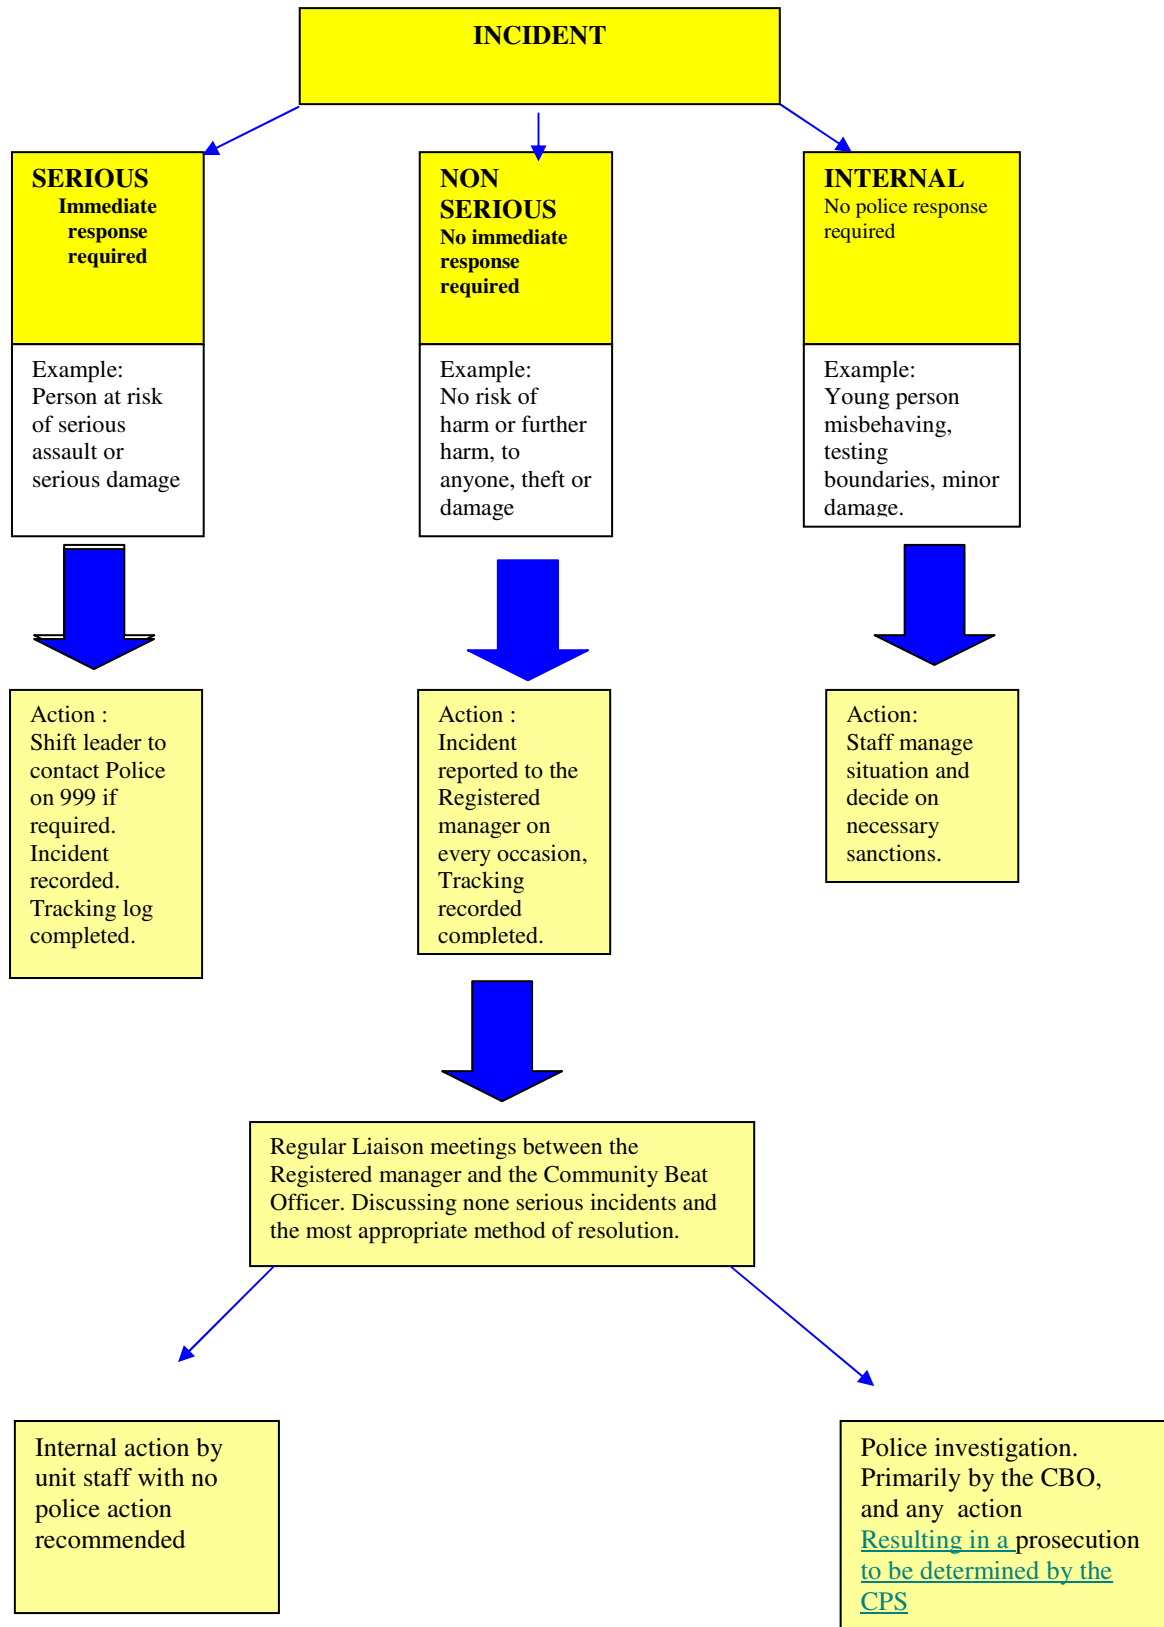 INCIDENT
SERIOUS
Immediate
response
required
NON
SERIOUS
No immediate
response
required
INTERNAL
No police response
required
Example:
Person at risk
of serious
assault or
serious damage
Example:
No risk of
harm or further
harm, to
anyone, theft or
damage
Example:
Young person
misbehaving,
testing
boundaries, minor
damage.
Action :
Shift leader to
contact Police
on 999 if
required.
Incident
recorded.
Tracking log
completed.
Action :
Incident
reported to the
Registered
manager on
every occasion,
Tracking
recorded
completed.
Action:
Staff manage
situation and
decide on
necessary
sanctions.
Regular Liaison meetings between the
Registered manager and the Community Beat
Officer. Discussing none serious incidents and
the most appropriate method of resolution.
Internal action by
unit staff with no
police action
recommended
Police investigation.
Primarily by the CBO,
and any  action
Resulting in a prosecution
to be determined by the
CPS